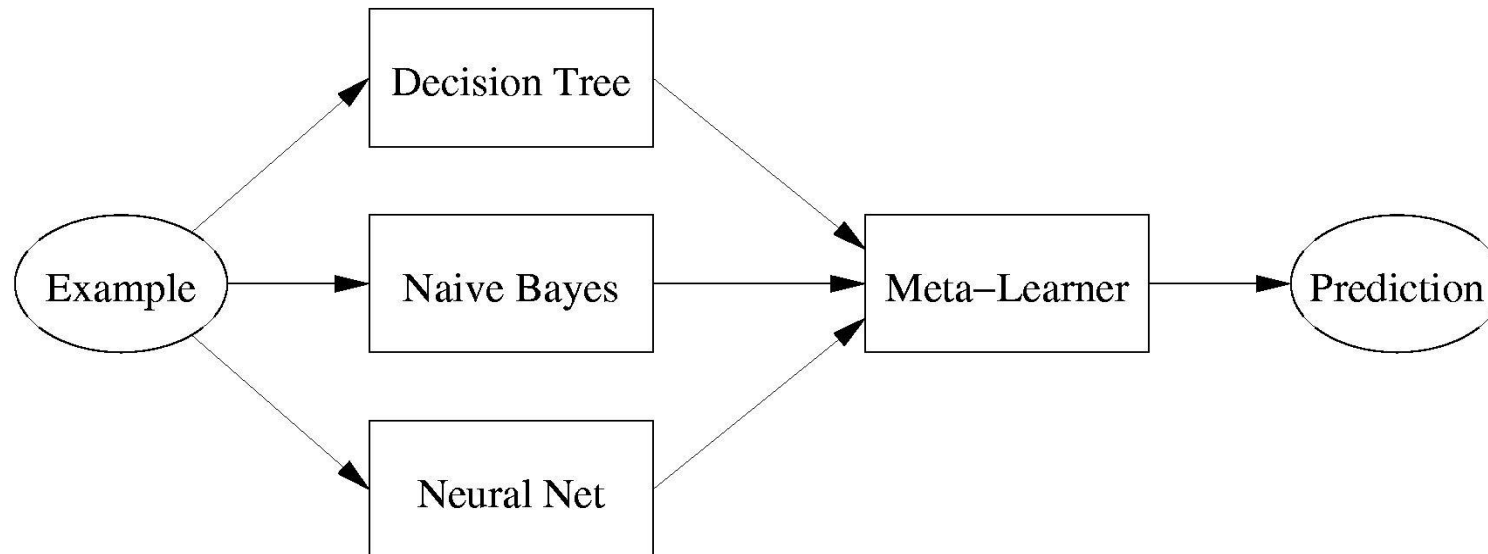 Decision Tree
Example
Naive Bayes
Meta−Learner
Prediction
Neural Net